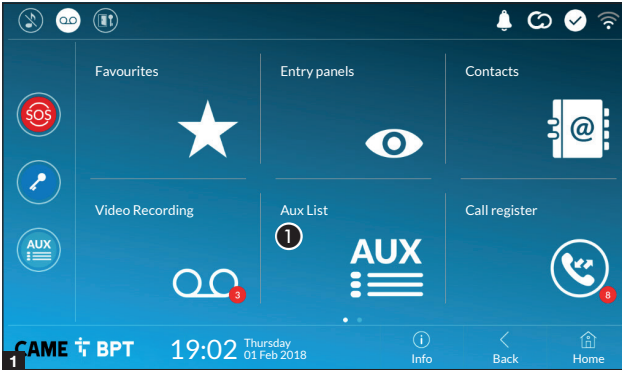 Favourites
Entry panels
Contacts
SOS
@
Video Recording
Aux List
Call register
1
AUX
AUX
3
8
CAME BPT
19:02
Thursday
01 Feb 2018
i
Info
Back
Home
1